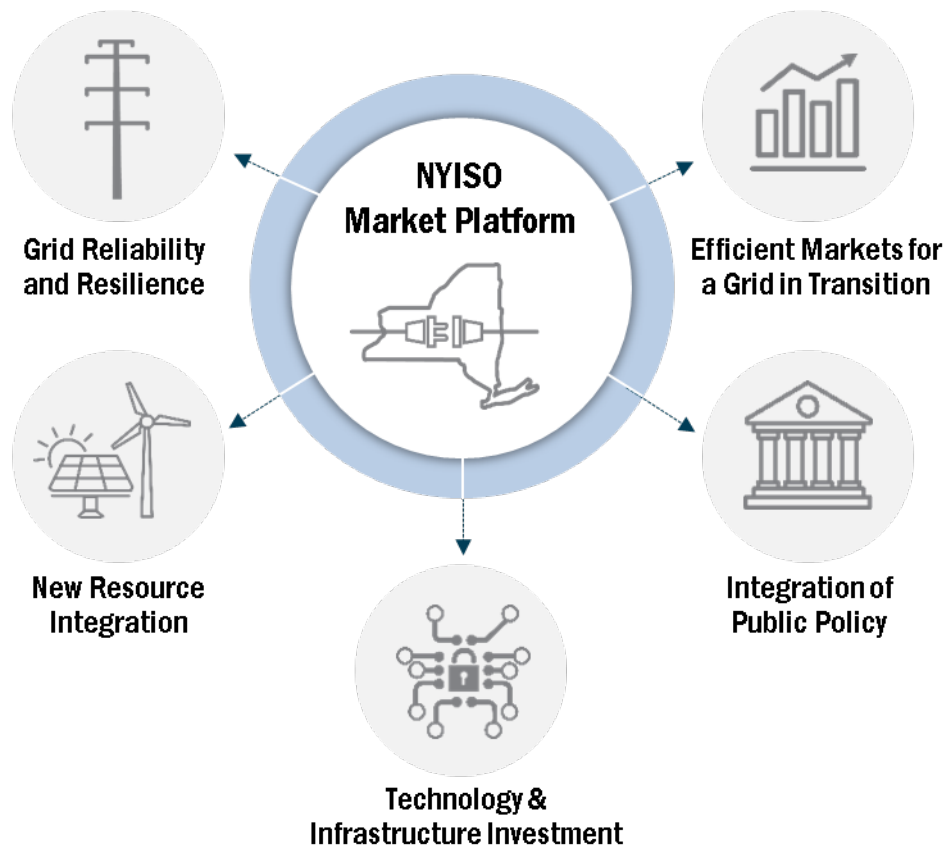 NYISO
Market Platform
Grid Reliability
and Resilience
Efficient Markets for
a Grid in Transition
New Resource
Integration
Integration of
Public Policy
Technology &
Infrastructure Investment